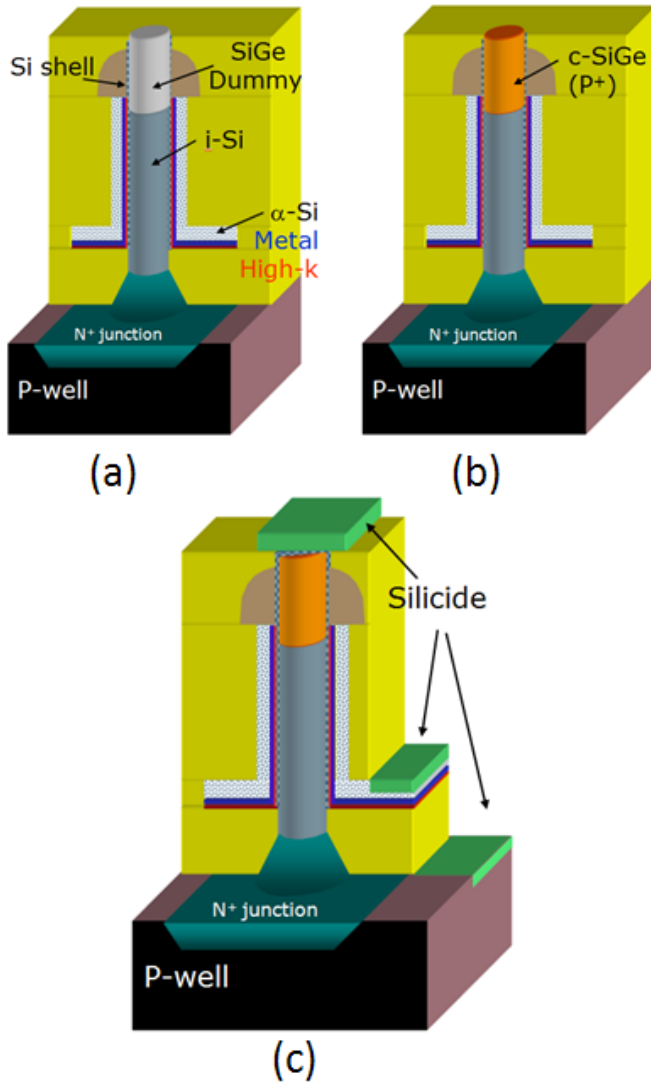 Si shell
SiGe
Dummy
i-Si
α-Si
Metal
High-k
N⁺ junction
P-well
(a)
c-SiGe
(P⁺)
N⁺ junction
P-well
(b)
Silicide
N⁺ junction
P-well
(c)